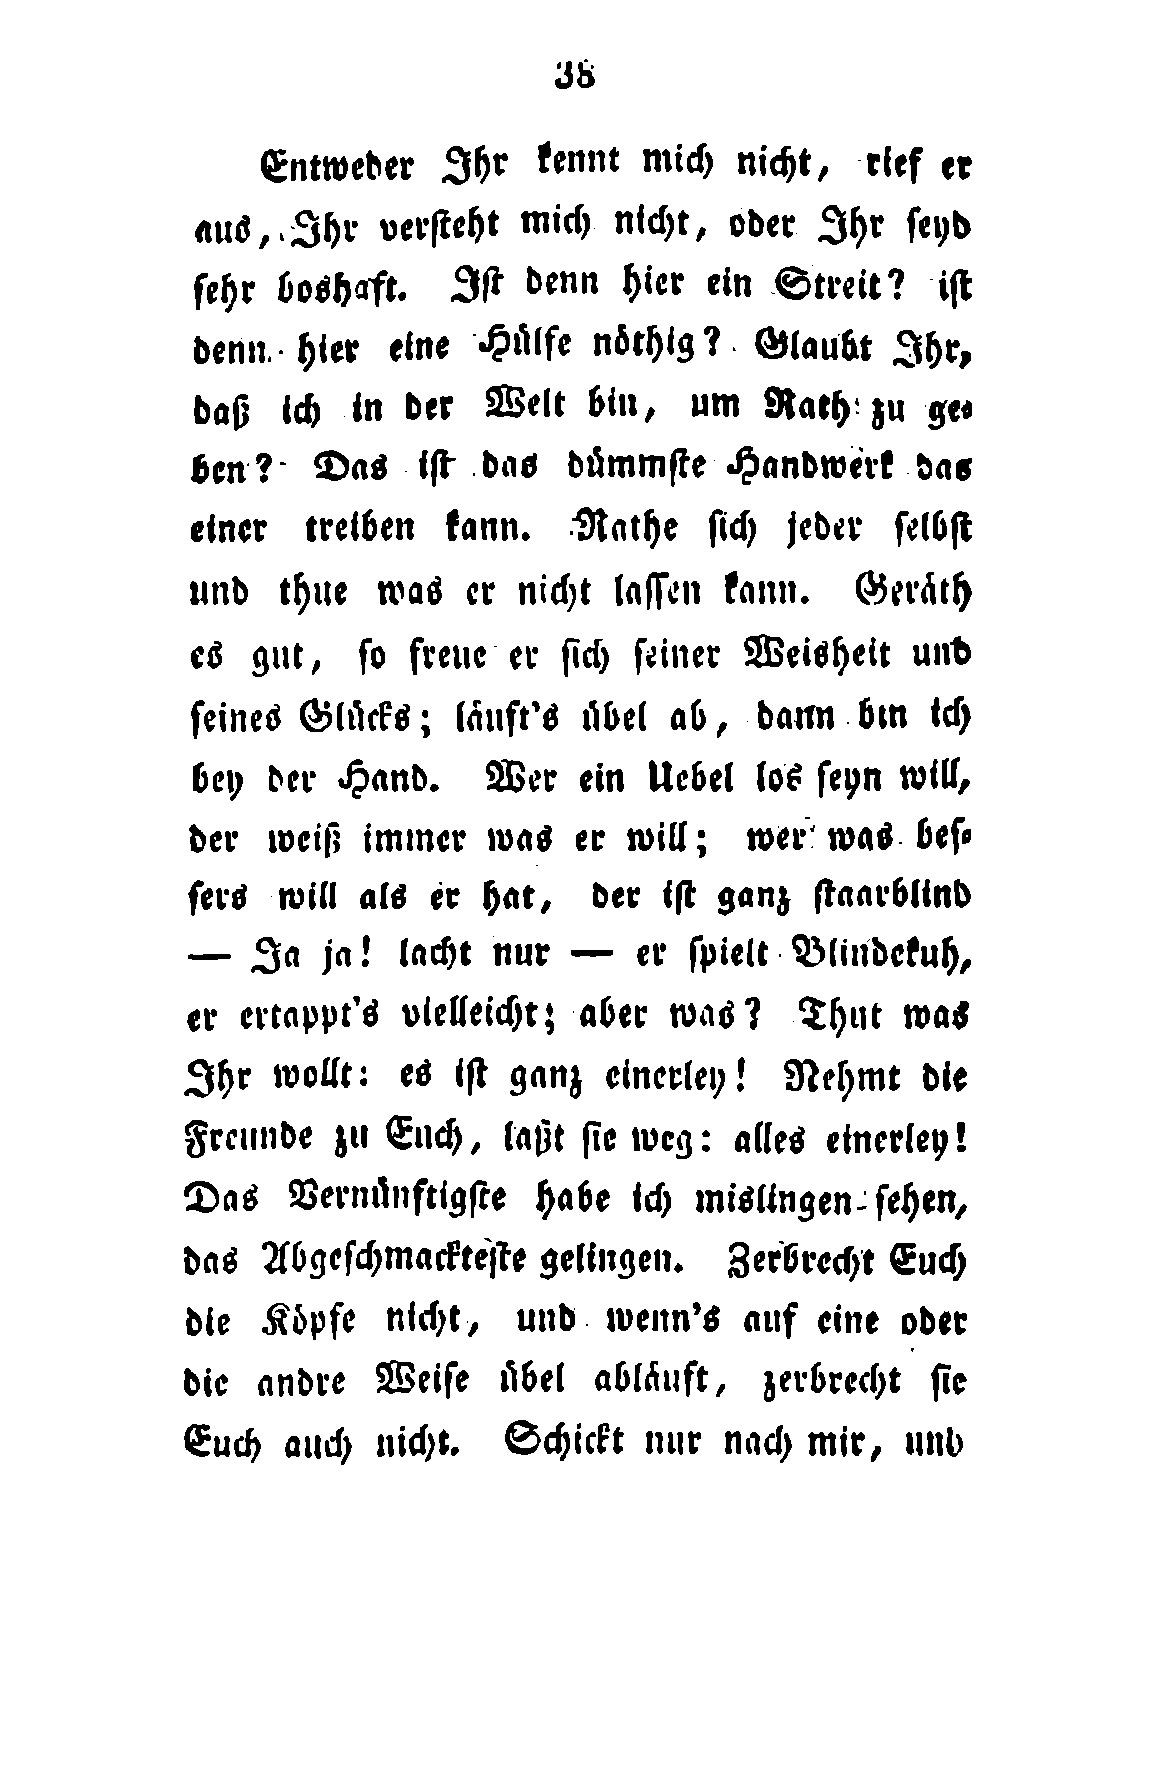 38
Entweder Ihr kennt mich nicht, rief er
aus, Ihr versteht mich nicht, oder Ihr seyd
sehr boshaft. Ist denn hier ein Streit? ist
denn hier eine Hülfe nöthig? Glaubt Ihr,
daß ich in der Welt bin, um Rath zu ge-
ben? Das ist das dümmste Handwerk das
einer treiben kann. Rathe sich jeder selbst
und thue was er nicht lassen kann. Geräth
es gut, so freue er sich seiner Weisheit und
seines Glücks; läuft's übel ab, dann bin ich
bey der Hand. Wer ein Uebel los seyn will,
der weiß immer was er will; wer was bes-
sers will als er hat, der ist ganz staarblind
— Ja ja! lacht nur — er spielt Blindekuh,
er ertappt's vielleicht; aber was? Thut was
Ihr wollt: es ist ganz einerley! Nehmt die
Freunde zu Euch, laßt sie weg: alles einerley!
Das Vernünftigste habe ich mislingen sehen,
das Abgeschmackteste gelingen. Zerbrecht Euch
die Köpfe nicht, und wenn's auf eine oder
die andre Weise übel abläuft, zerbrecht sie
Euch auch nicht. Schickt nur nach mir, und